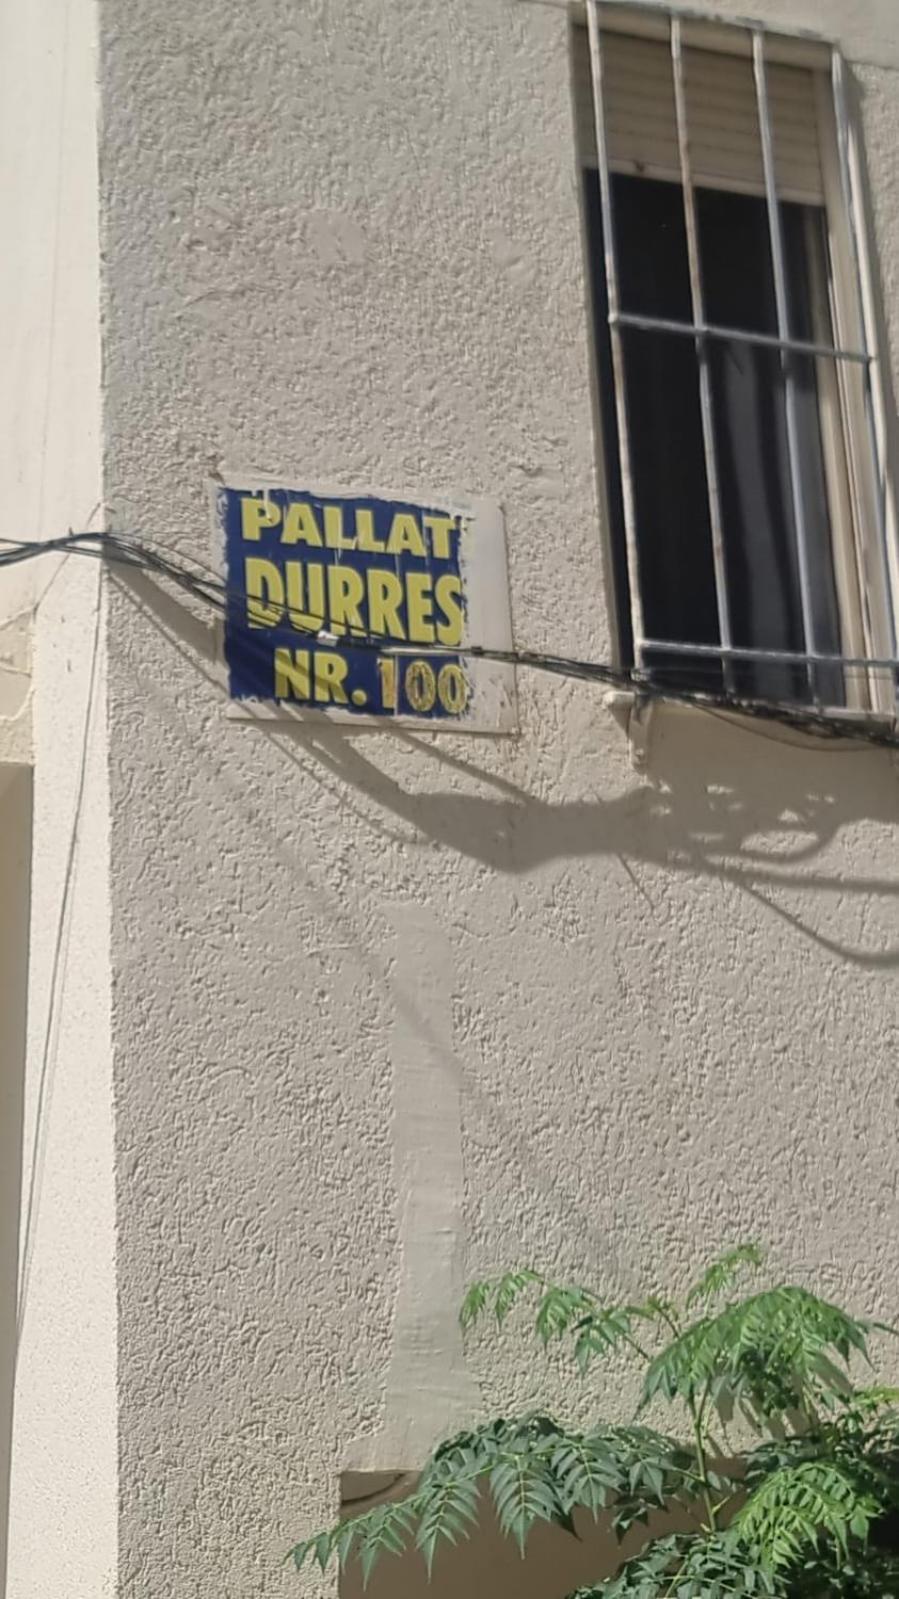 PALLAT
DURRES
NR. 100